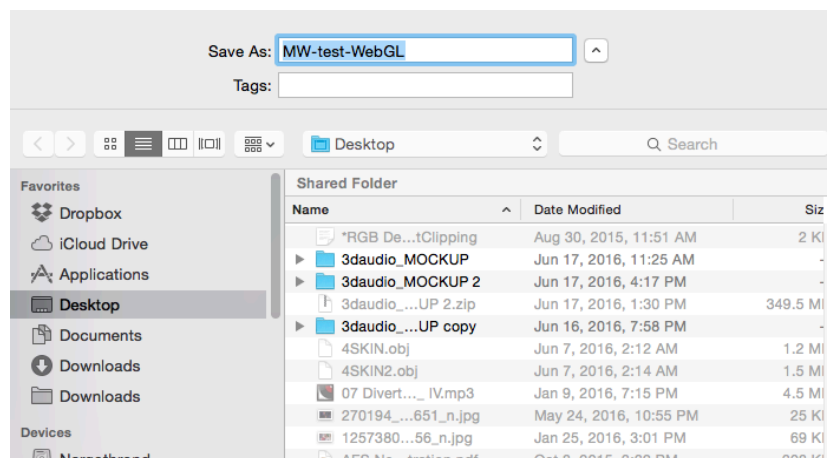 Save As: MW-test-WebGL
Tags:
Desktop
Search
Favorites
Dropbox
iCloud Drive
Applications
Desktop
Documents
Downloads
Downloads
Devices
Shared Folder
Name Date Modified Siz
*RGB De...tClipping Aug 30, 2015, 11:51 AM 2 K
3daudio_MOCKUP Jun 17, 2016, 11:25 AM -
3daudio_MOCKUP 2 Jun 17, 2016, 4:17 PM -
3daudio_...UP 2.zip Jun 17, 2016, 1:30 PM 349.5 M
3daudio_...UP copy Jun 16, 2016, 7:58 PM -
4SKIN.obj Jun 7, 2016, 2:12 AM 1.2 M
4SKIN2.obj Jun 7, 2016, 2:14 AM 1.5 M
07 Divert..._ IV.mp3 Jan 9, 2016, 7:15 PM 4.5 M
270194_...651_n.jpg May 24, 2016, 10:55 PM 25 K
1257380...56_n.jpg Jan 25, 2016, 3:01 PM 69 K